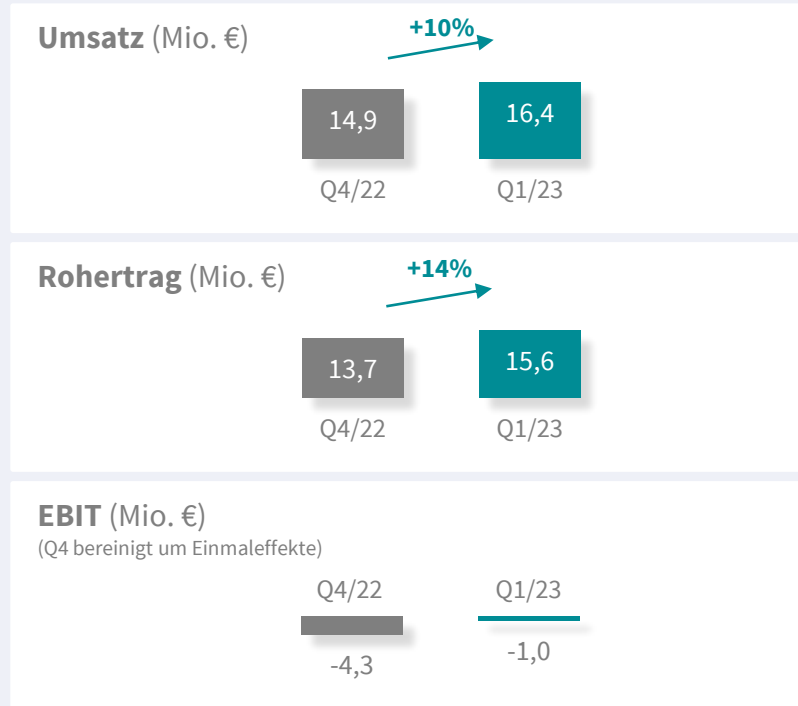 Umsatz (Mio. €)
+10%
14,9
16,4
Q4/22
Q1/23
Rohertrag (Mio. €)
+14%
13,7
15,6
Q4/22
Q1/23
EBIT (Mio. €)
(Q4 bereinigt um Einmaleffekte)
Q4/22
Q1/23
-4,3
-1,0